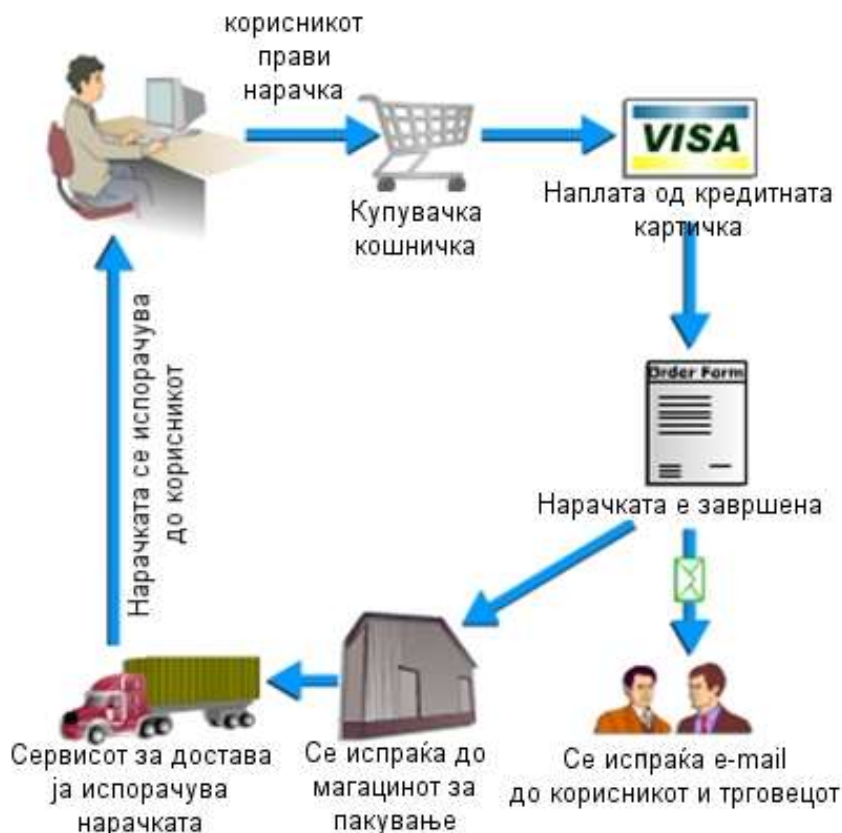 корисникот
прави
нарачка
Купувачка
кошничка
VISA
Наплата од кредитната
картичка
Order Form
Нарачката е завршена
Се испраќа e-mail
до корисникот и трговецот
Се испраќа до
магацинот за
пакување
Сервисот за достава
ја испорачува
нарачката
Нарачката се испорачува
до корисникот